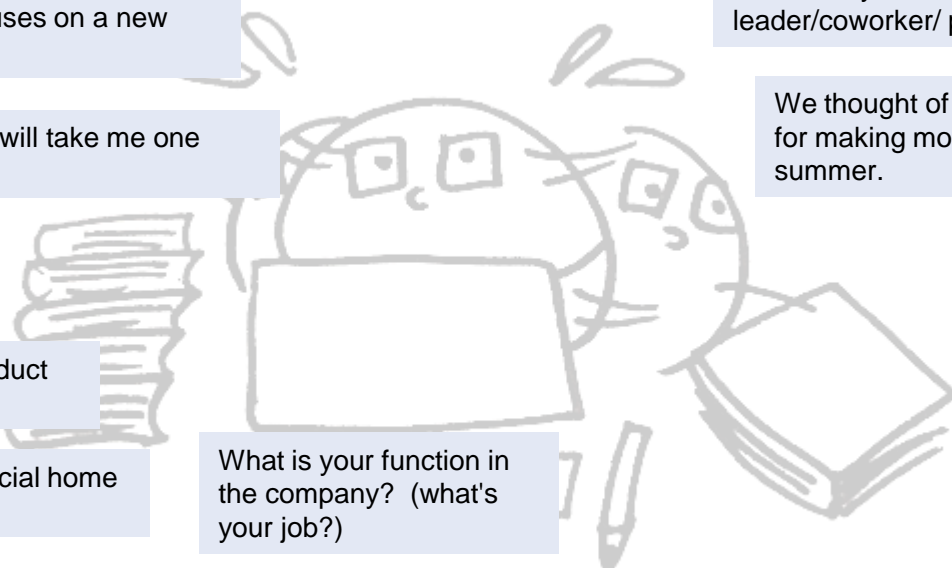 uses on a new
leader/coworker/
will take me one
We thought of
for making mo
summer.
duct
cial home
What is your function in
the company? (what's
your job?)